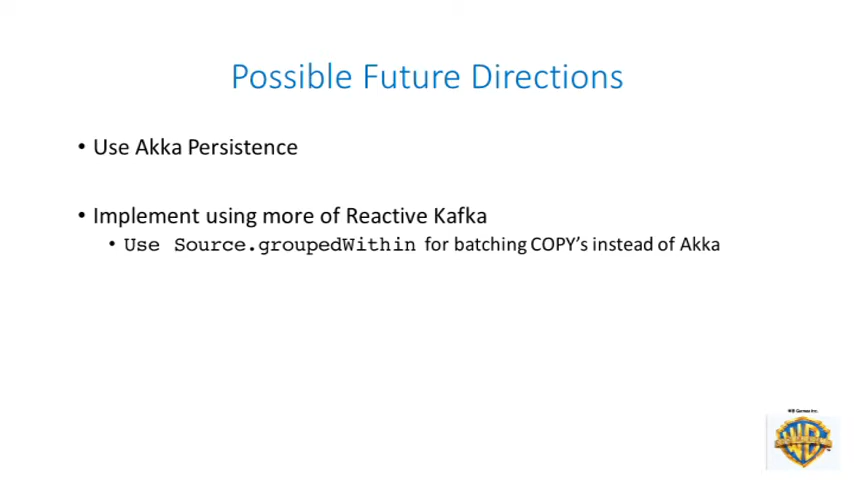 Possible Future Directions
• Use Akka Persistence
• Implement using more of Reactive Kafka
• Use Source.groupedWithin for batching COPY’s instead of Akka
WB Games Inc.